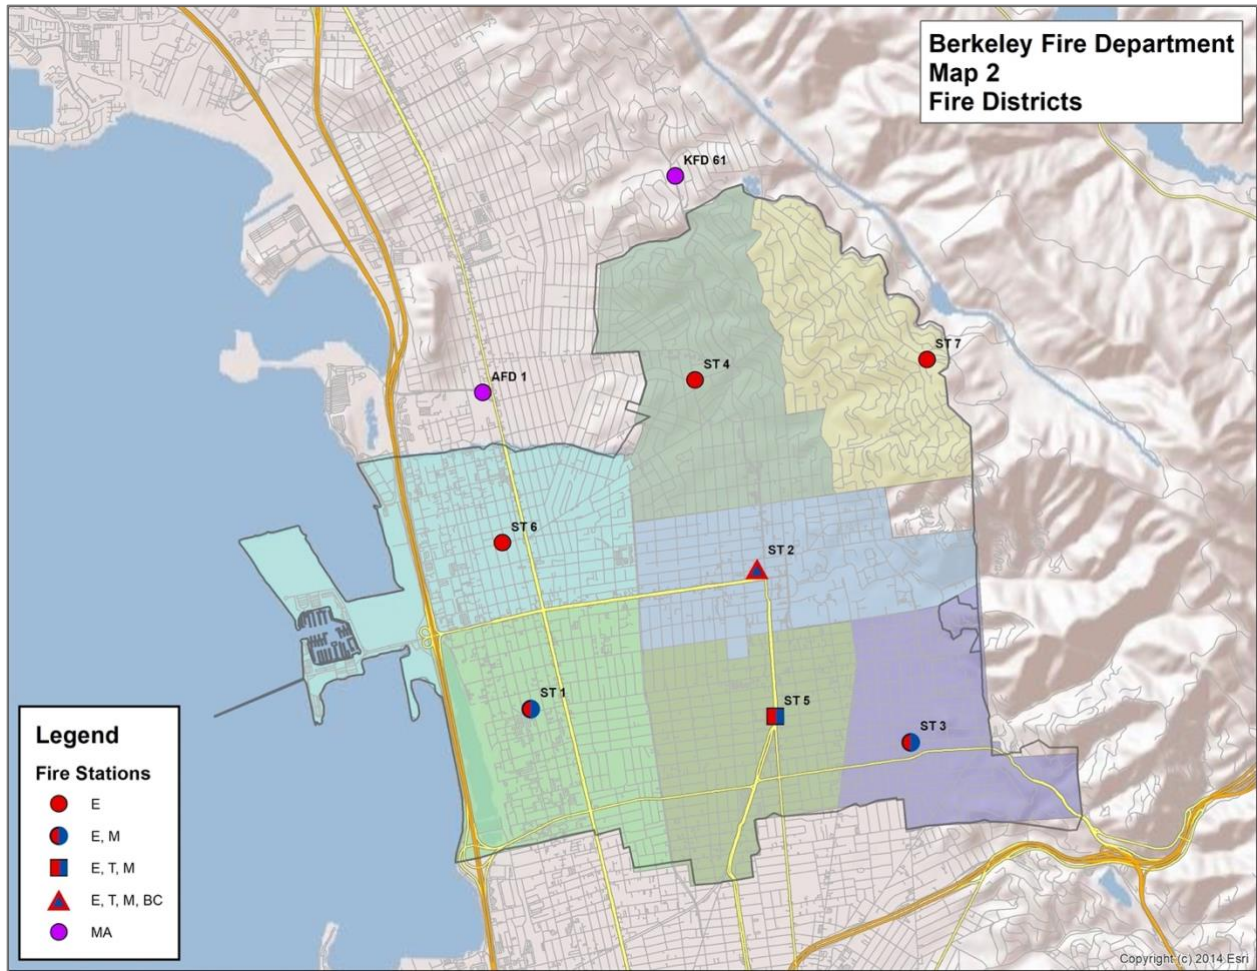 Berkeley Fire Department
Map 2
Fire Districts
KFD 61
ST 7
ST 4
AFD 1
ST 6
ST 2
ST 1
ST 5
ST 3
Legend
Fire Stations
E
E, M
E, T, M
E, T, M, BC
MA
Copyright (c) 2014 Esri